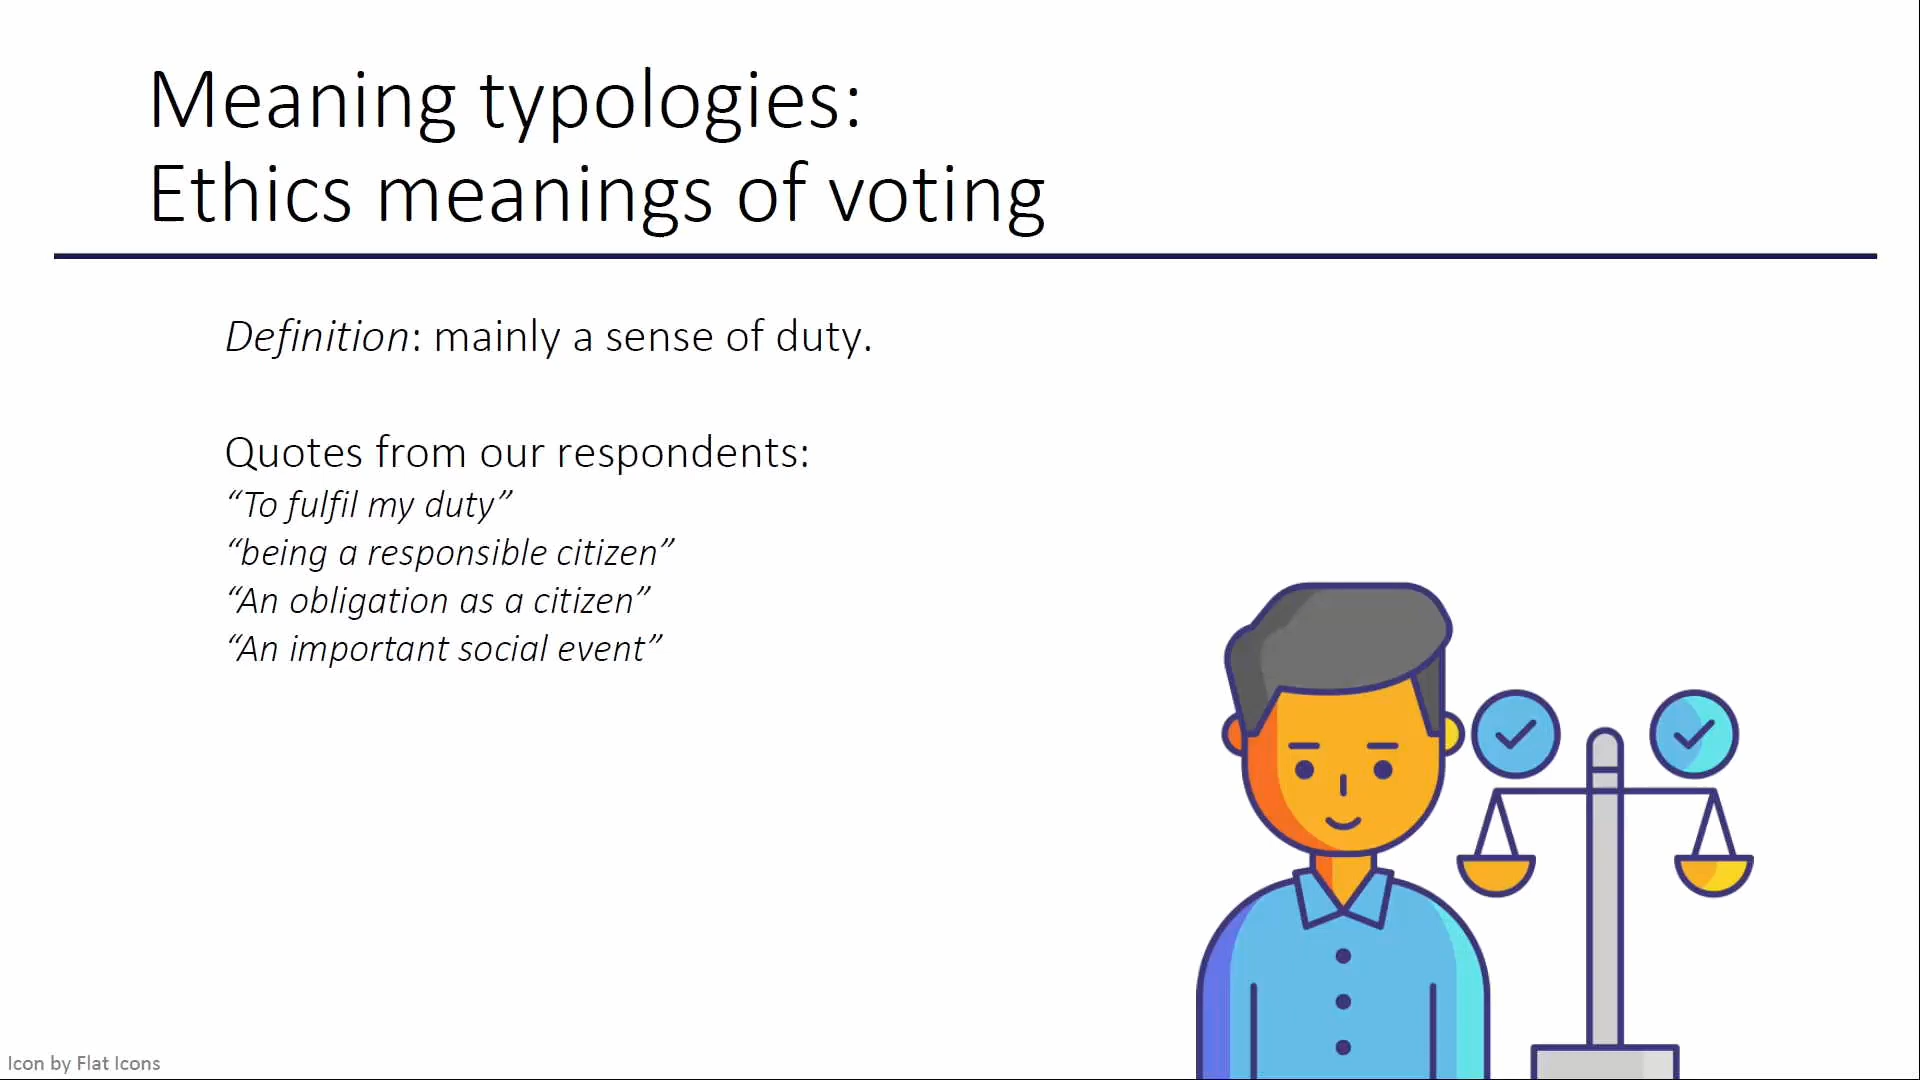 Meaning typologies:
Ethics meanings of voting
Definition: mainly a sense of duty.
Quotes from our respondents:
“To fulfil my duty”
“being a responsible citizen”
“An obligation as a citizen”
“An important social event”
Icon by Flat Icons